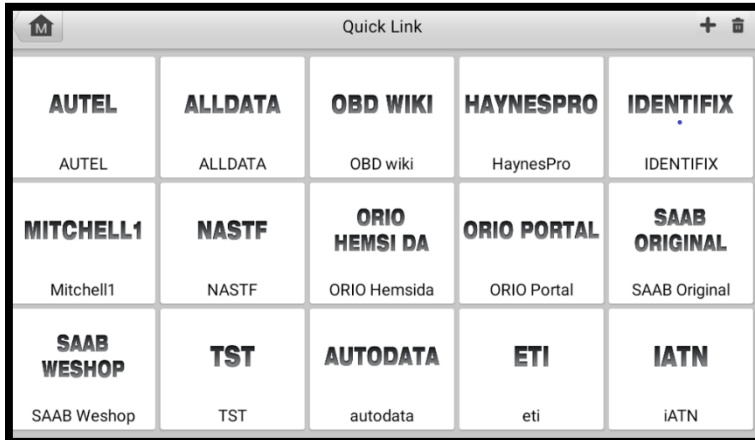 M
Quick Link
AUTEL
AUTEL
ALLDATA
ALLDATA
OBD WIKI
OBD wiki
HAYNESPRO
HaynesPro
IDENTIFIX
IDENTIFIX
MITCHELL1
Mitchell1
NASTF
NASTF
ORIO
HEMSI DA
ORIO Hemsida
ORIO PORTAL
ORIO Portal
SAAB
ORIGINAL
SAAB Original
SAAB
WESHOP
SAAB Weshop
TST
TST
AUTODATA
autodata
ETI
eti
IATN
iATN